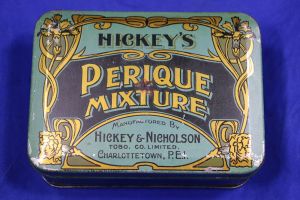 HICKEY'S
PERIQUE
MIXTURE
MANUFACTURED BY
HICKEY & NICHOLSON
TOBO. CO. LIMITED.
CHARLOTTETOWN, P.E.I.